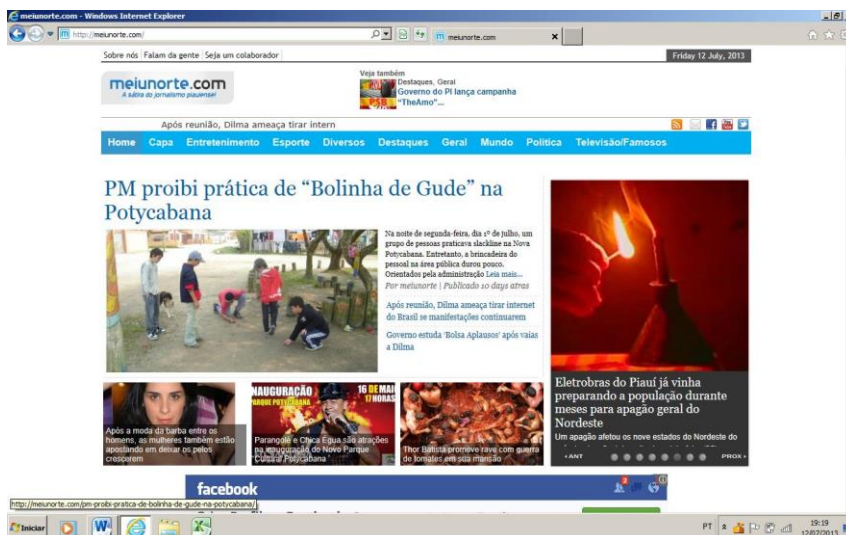 meiunorte.com - Windows Internet Explorer
http://meiunorte.com/
meiunorte.com
Sobre nós Falam da gente Seja um colaborador
Friday 12 July, 2013
meiunorte.com
A sátira do jornalismo piauiense!
Veja também
Destaques, Geral
Governo do PI lança campanha
"TheAmo"...
PSB
Após reunião, Dilma ameaça tirar intern
Home Capa Entretenimento Esporte Diversos Destaques Geral Mundo Política Televisão/Famosos
PM proibi prática de “Bolinha de Gude” na
Potycabana
Na noite de segunda-feira, dia 1º de julho, um
grupo de pessoas praticava slackline na Nova
Potycabana. Entretanto, a brincadeira do
pessoal na área pública durou pouco.
Orientados pela administração Leia mais...
Por meiunorte | Publicado 10 days atras
Após reunião, Dilma ameaça tirar internet
do Brasil se manifestações continuarem
Governo estuda 'Bolsa Aplausos' após vaias
a Dilma
Eletrobras do Piauí já vinha
preparando a população durante
meses para apagão geral do
Nordeste
Um apagão afetou os nove estados do Nordeste do
ANT PROX
Após a moda da barba entre os
homens, as mulheres também estão
apostando em deixar os pelos
crescerem
INAUGURAÇÃO
PARQUE POTYCABANA
16 DE MAI
17 HORAS
Parangolé e Chica Égua são atrações
na inauguração do Novo Parque
Cultural Potycabana
Thor Batista promove rave com guerra
de tomates em sua mansão
facebook
http://meiunorte.com/pm-proibi-pratica-de-bolinha-de-gude-na-potycabana/
Iniciar
PT
19:19
12/07/2013